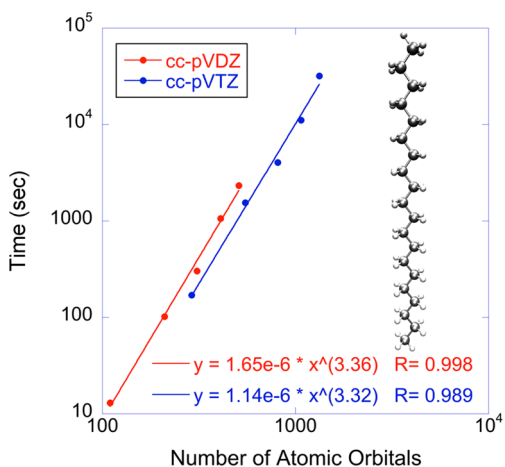 10^5
cc-pVDZ
cc-pVTZ
10^4
1000
100
10
Time (sec)
y = 1.65e-6 * x^(3.36) R= 0.998
y = 1.14e-6 * x^(3.32) R= 0.989
100
1000
10^4
Number of Atomic Orbitals